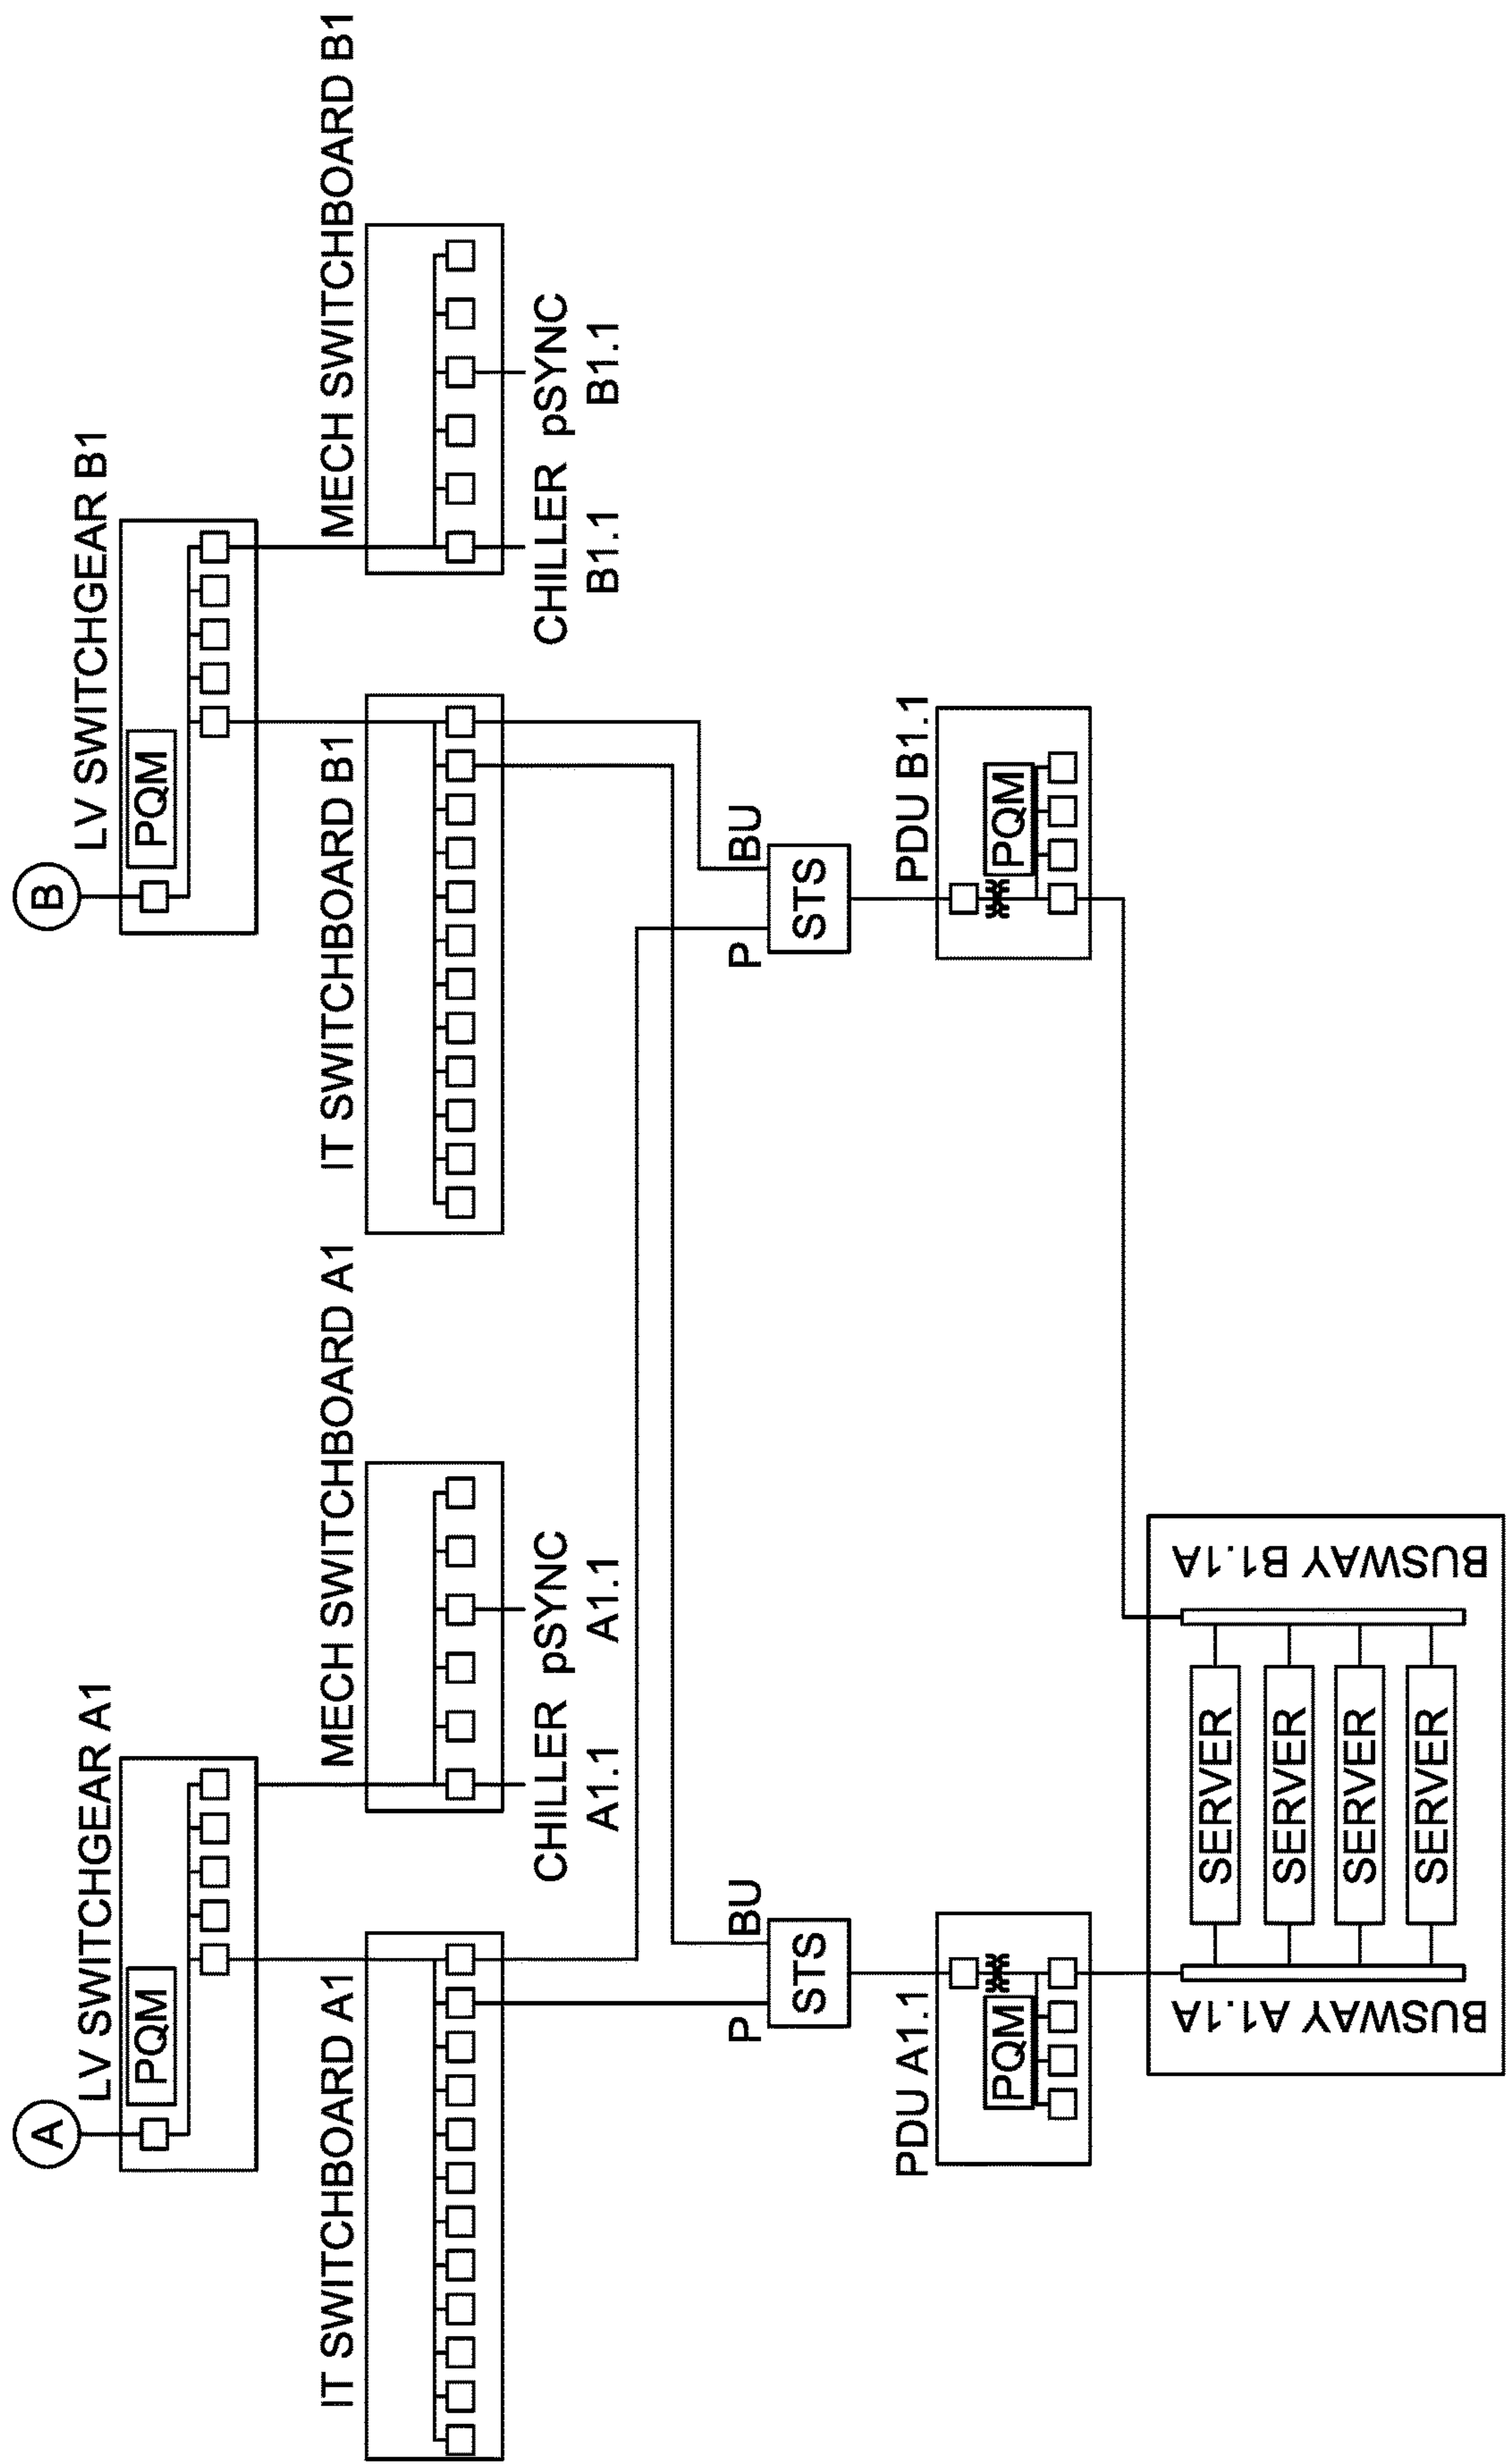 A
LV SWITCHGEAR A1
PQM
B
LV SWITCHGEAR B1
PQM
IT SWITCHBOARD A1
MECH SWITCHBOARD A1
IT SWITCHBOARD B1
MECH SWITCHBOARD B1
CHILLER pSYNC
A1.1 A1.1
CHILLER pSYNC
B1.1 B1.1
P BU
STS
P BU
STS
PDU A1.1
PQM
PDU B1.1
PQM
BUSWAY A1.1A
SERVER
SERVER
SERVER
SERVER
BUSWAY B1.1A